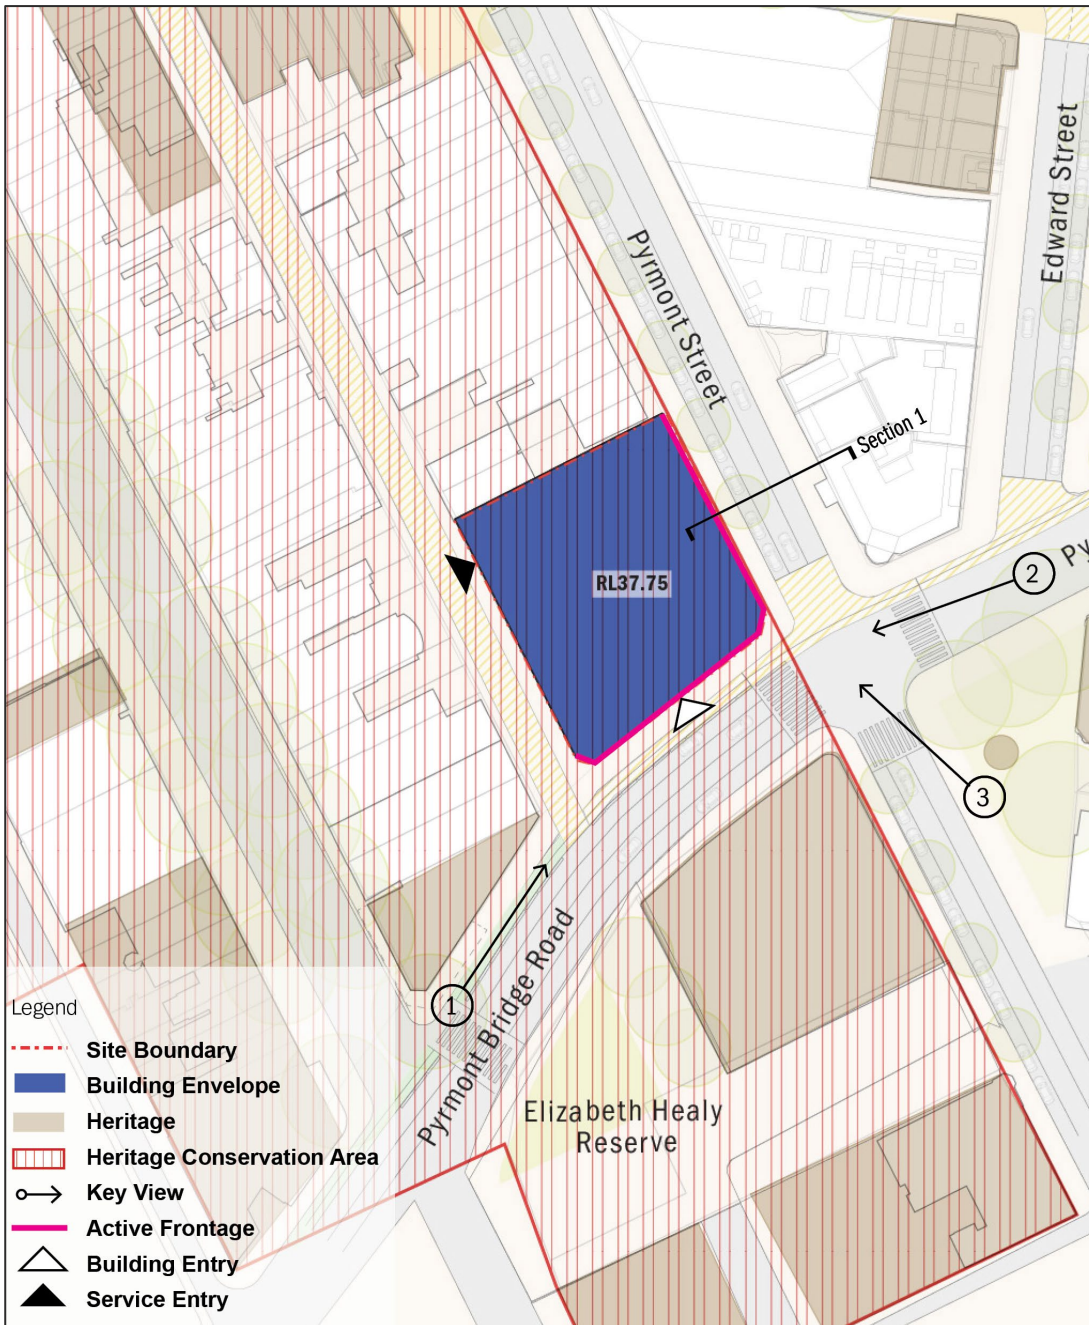 Edward Street
Pyrmont Street
Section 1
RL37.75
Py
2
3
1
Pyrmont Bridge Road
Elizabeth Healy
Reserve
Legend
Site Boundary
Building Envelope
Heritage
Heritage Conservation Area
Key View
Active Frontage
Building Entry
Service Entry